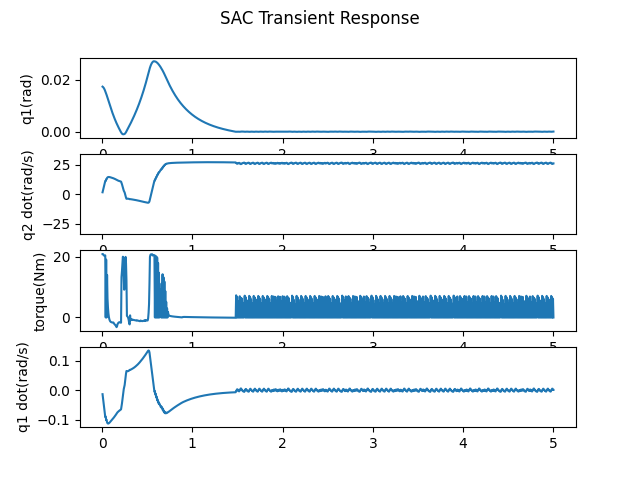 SAC Transient Response
q1(rad)
0.02
0.00
0 1 2 3 4 5
q2 dot(rad/s)
25
0
−25
0 1 2 3 4 5
torque(Nm)
20
0
0 1 2 3 4 5
q1 dot(rad/s)
0.1
0.0
−0.1
0 1 2 3 4 5